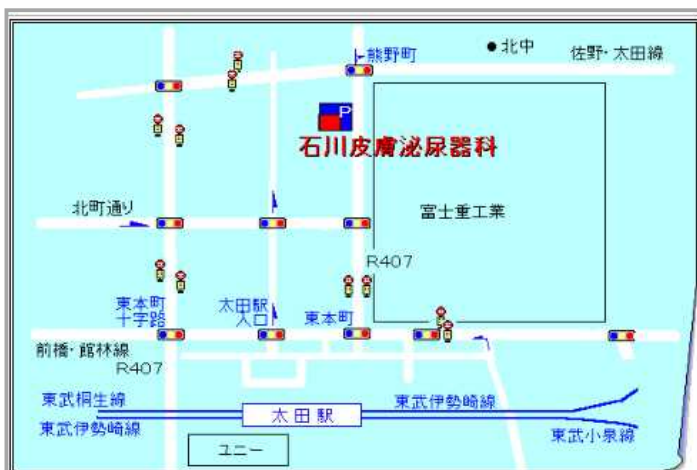 熊野町
●北中
佐野・太田線
P
石川皮膚泌尿器科
北町通り
富士重工業
R407
東本町
十字路
太田駅
入口
東本町
前橋・館林線
R407
東武桐生線
東武伊勢崎線
太田駅
東武伊勢崎線
東武小泉線
ユニー